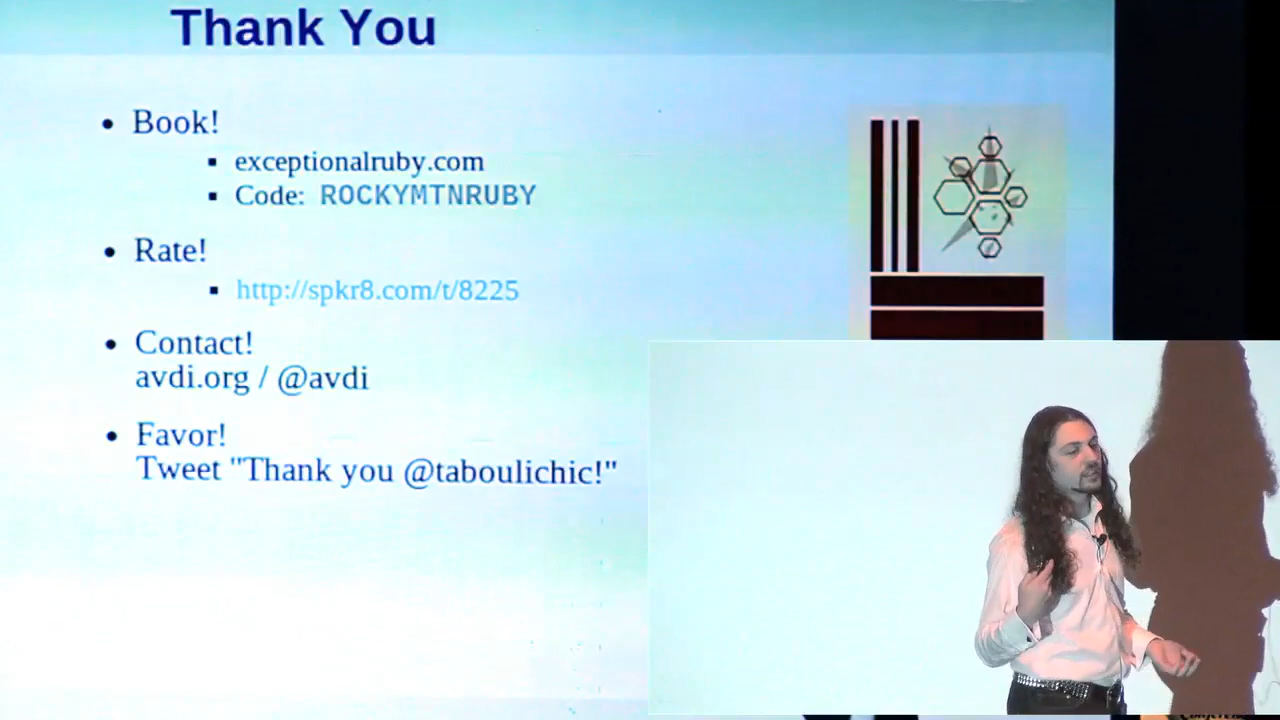 Thank You
Book!
exceptionalruby.com
Code: ROCKYMTNRUBY
Rate!
http://spkr8.com/t/8225
Contact!
avdi.org / @avdi
Favor!
Tweet "Thank you @taboulichic!"